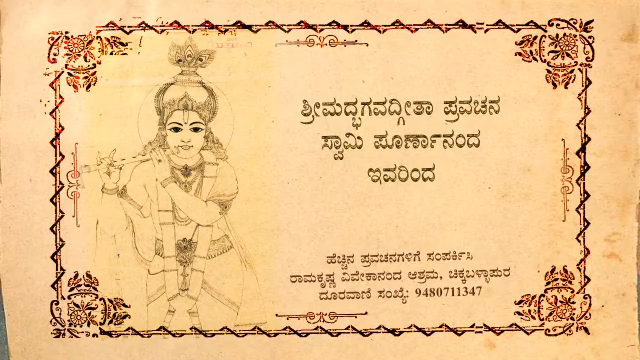 ಶ್ರೀಮದ್ಭಗವದ್ಗೀತಾ ಪ್ರವಚನ
ಸ್ವಾಮಿ ಪೂರ್ಣಾನಂದ
ಇವರಿಂದ
ಹೆಚ್ಚಿನ ಪ್ರವಚನಗಳಿಗೆ ಸಂಪರ್ಕಿಸಿ
ರಾಮಕೃಷ್ಣ ವಿವೇಕಾನಂದ ಆಶ್ರಮ, ಚಿಕ್ಕಬಳ್ಳಾಪುರ
ದೂರವಾಣಿ ಸಂಖ್ಯೆ: 9480711347